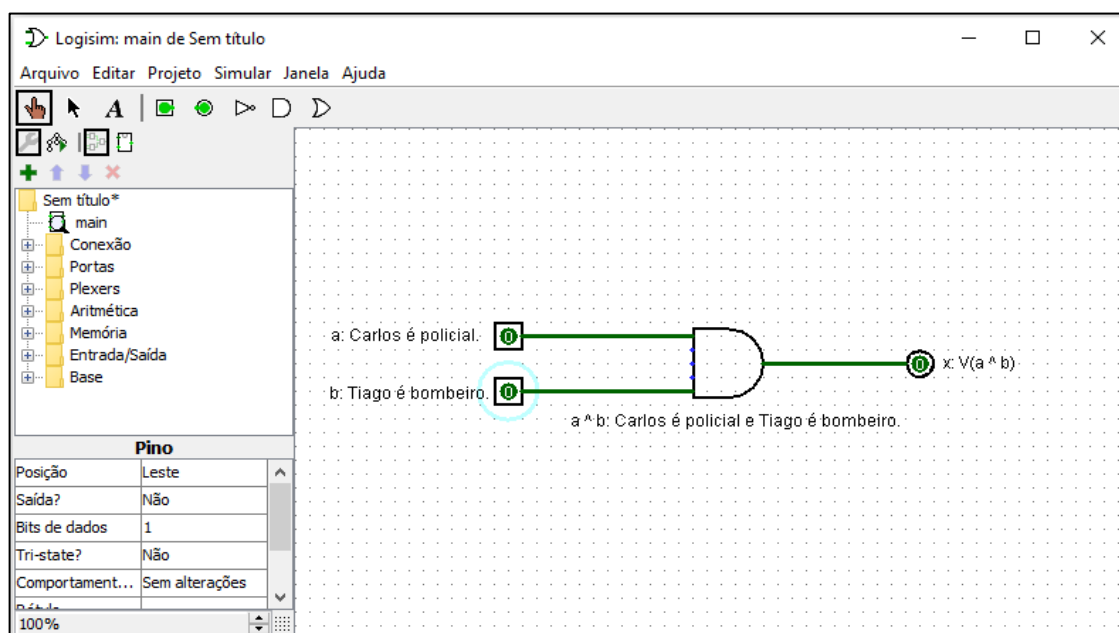 Logisim: main de Sem título
Arquivo Editar Projeto Simular Janela Ajuda
A
Sem título*
main
Conexão
Portas
Plexers
Aritmética
Memória
Entrada/Saída
Base
Pino
Posição Leste
Saída? Não
Bits de dados 1
Tri-state? Não
Comportament... Sem alterações
100%
a: Carlos é policial. 0
0 x: V(a ^ b)
b: Tiago é bombeiro. 0
a ^ b: Carlos é policial e Tiago é bombeiro.